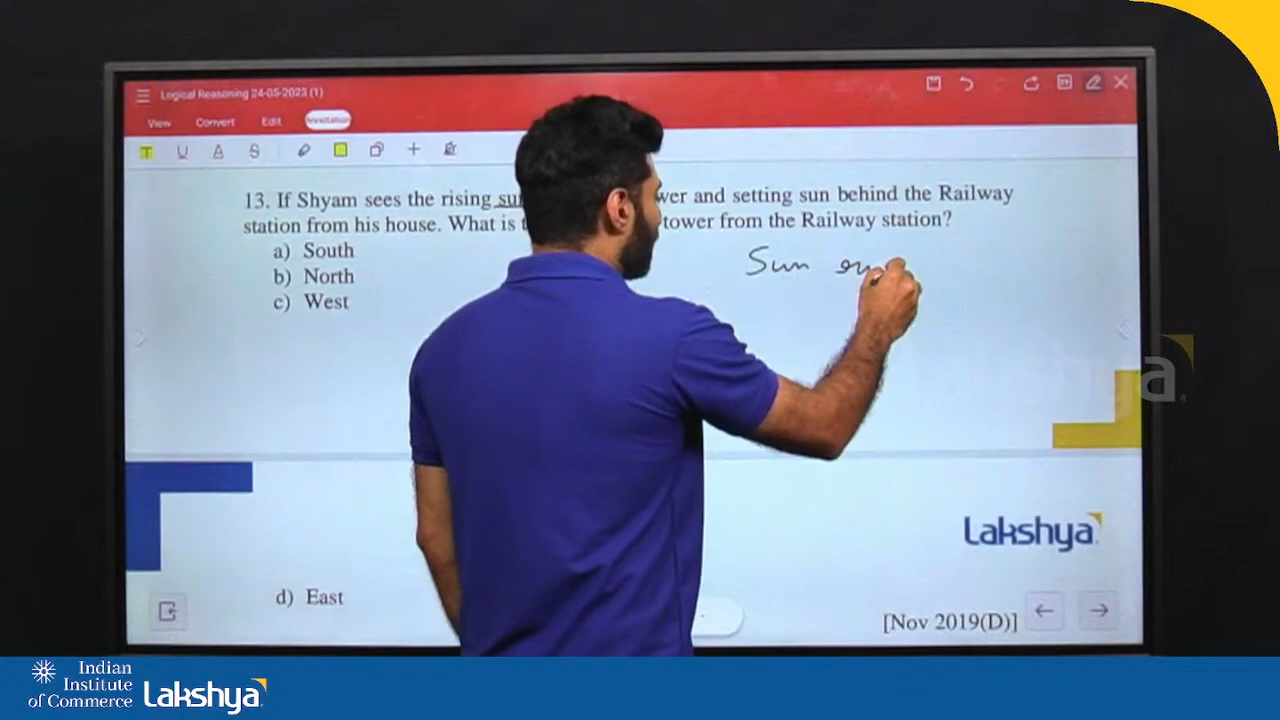 Logical Reasoning 24-05-2023 (1)
View Convert Edit Annotation
13. If Shyam sees the rising su wer and setting sun behind the Railway
station from his house. What is t tower from the Railway station?
a) South
b) North
c) West
Sun
Lakshya
d) East
[Nov 2019(D)]
Indian
Institute
of Commerce
Lakshya